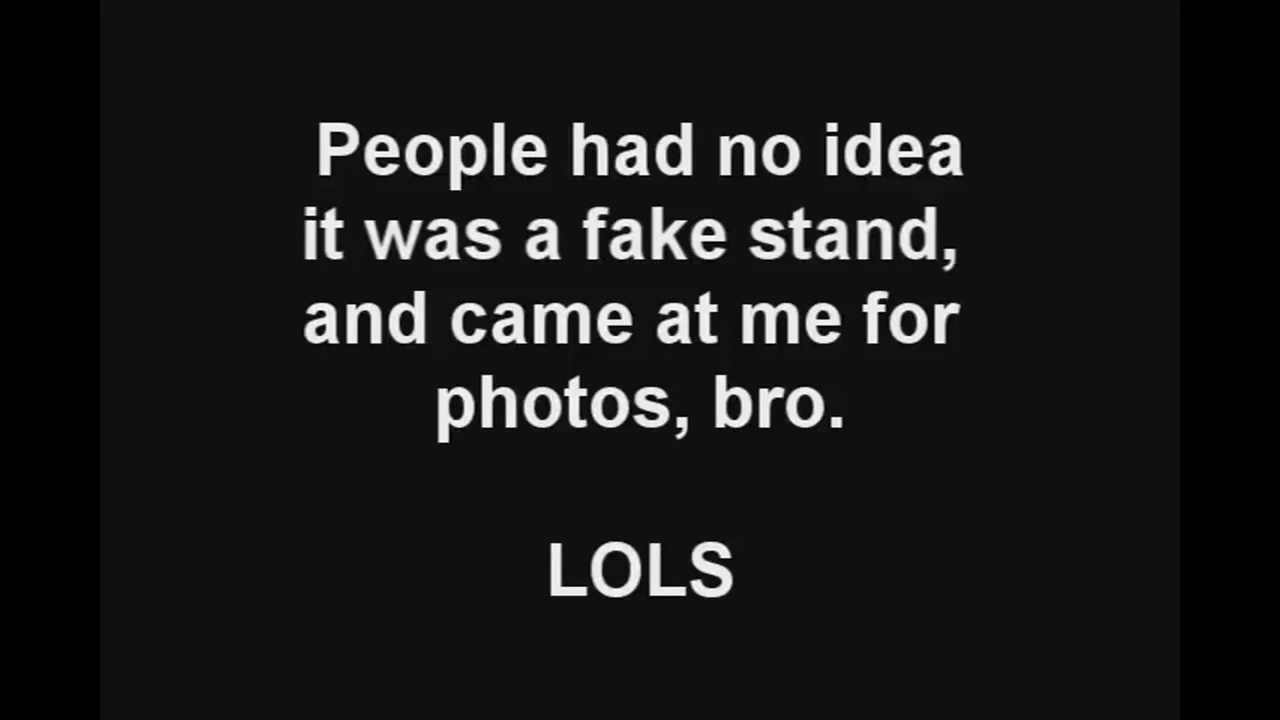 People had no idea
it was a fake stand,
and came at me for
photos, bro.
LOLS